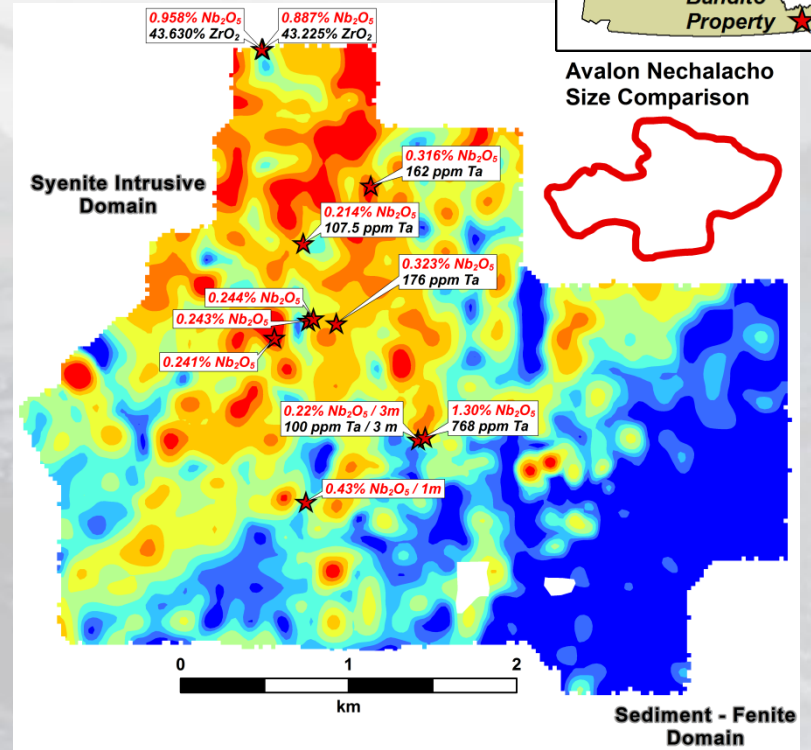 Bandito
Property
0.958% Nb₂O₅
43.630% ZrO₂
0.887% Nb₂O₅
43.225% ZrO₂
Avalon Nechalacho
Size Comparison
0.316% Nb₂O₅
162 ppm Ta
Syenite Intrusive
Domain
0.214% Nb₂O₅
107.5 ppm Ta
0.323% Nb₂O₅
176 ppm Ta
0.244% Nb₂O₅
0.243% Nb₂O₅
0.241% Nb₂O₅
0.22% Nb₂O₅ / 3m
100 ppm Ta / 3 m
1.30% Nb₂O₅
768 ppm Ta
0.43% Nb₂O₅ / 1m
0 1 2
km
Sediment - Fenite
Domain